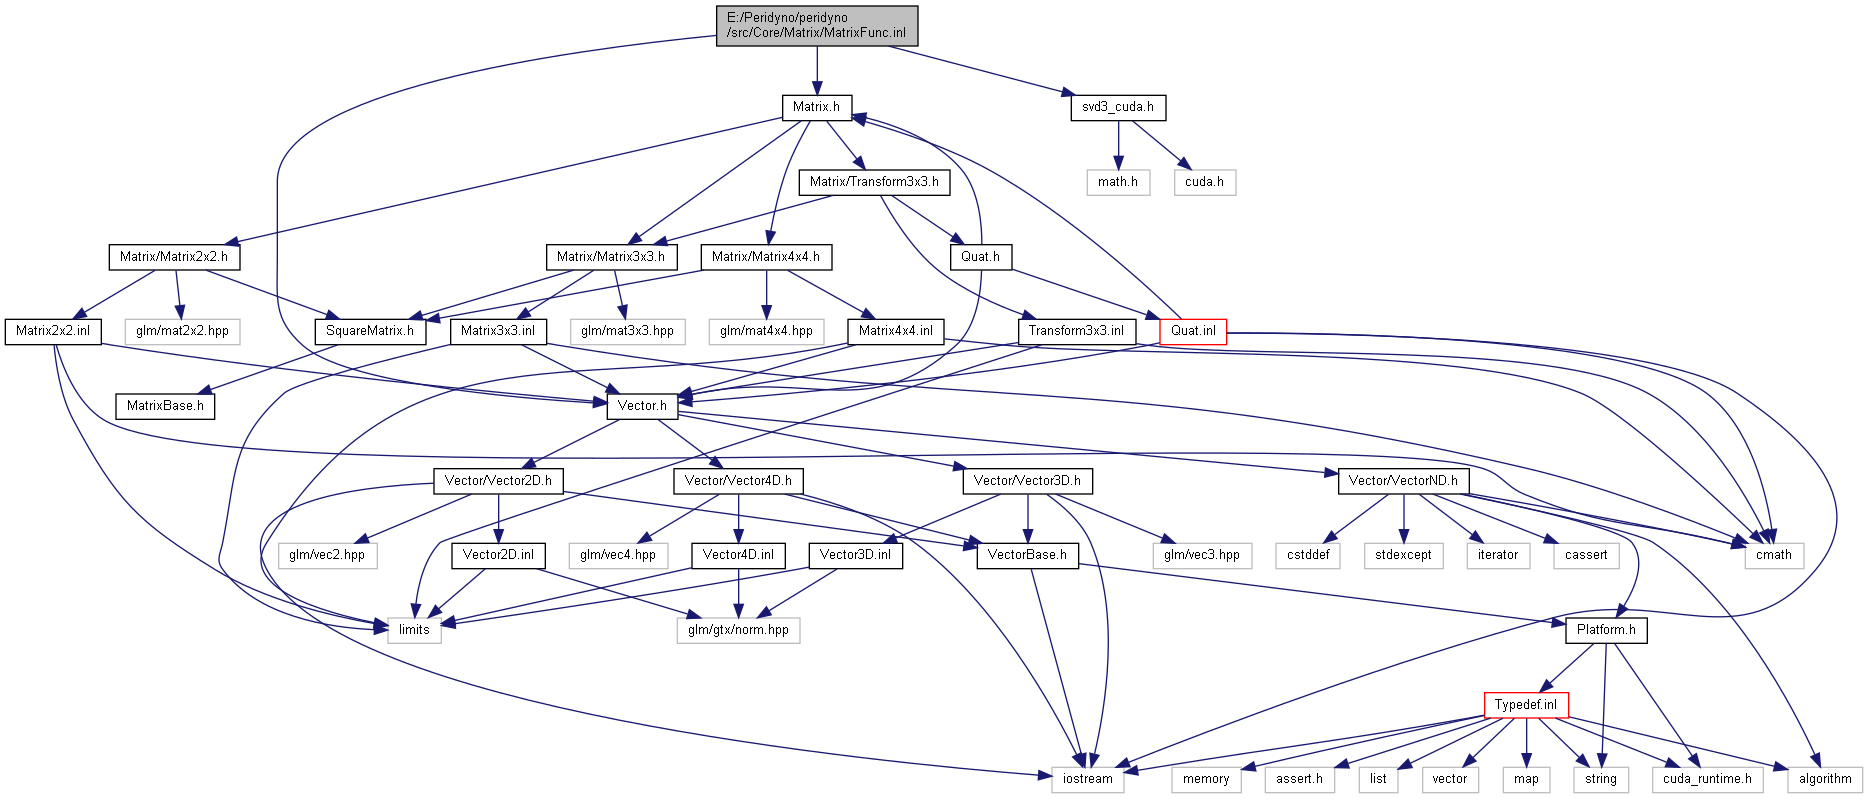 E:/Peridyno/peridyno
/src/Core/Matrix/MatrixFunc.inl
Matrix.h
svd3_cuda.h
Matrix/Transform3x3.h
math.h
cuda.h
Matrix/Matrix2x2.h
Matrix/Matrix3x3.h
Matrix/Matrix4x4.h
Quat.h
Matrix2x2.inl
glm/mat2x2.hpp
SquareMatrix.h
Matrix3x3.inl
glm/mat3x3.hpp
glm/mat4x4.hpp
Matrix4x4.inl
Transform3x3.inl
Quat.inl
MatrixBase.h
Vector.h
Vector/Vector2D.h
Vector/Vector4D.h
Vector/Vector3D.h
Vector/VectorND.h
glm/vec2.hpp
Vector2D.inl
glm/vec4.hpp
Vector4D.inl
Vector3D.inl
VectorBase.h
glm/vec3.hpp
cstddef
stdexcept
iterator
cassert
cmath
limits
glm/gtx/norm.hpp
Platform.h
Typedef.inl
iostream
memory
assert.h
list
vector
map
string
cuda_runtime.h
algorithm